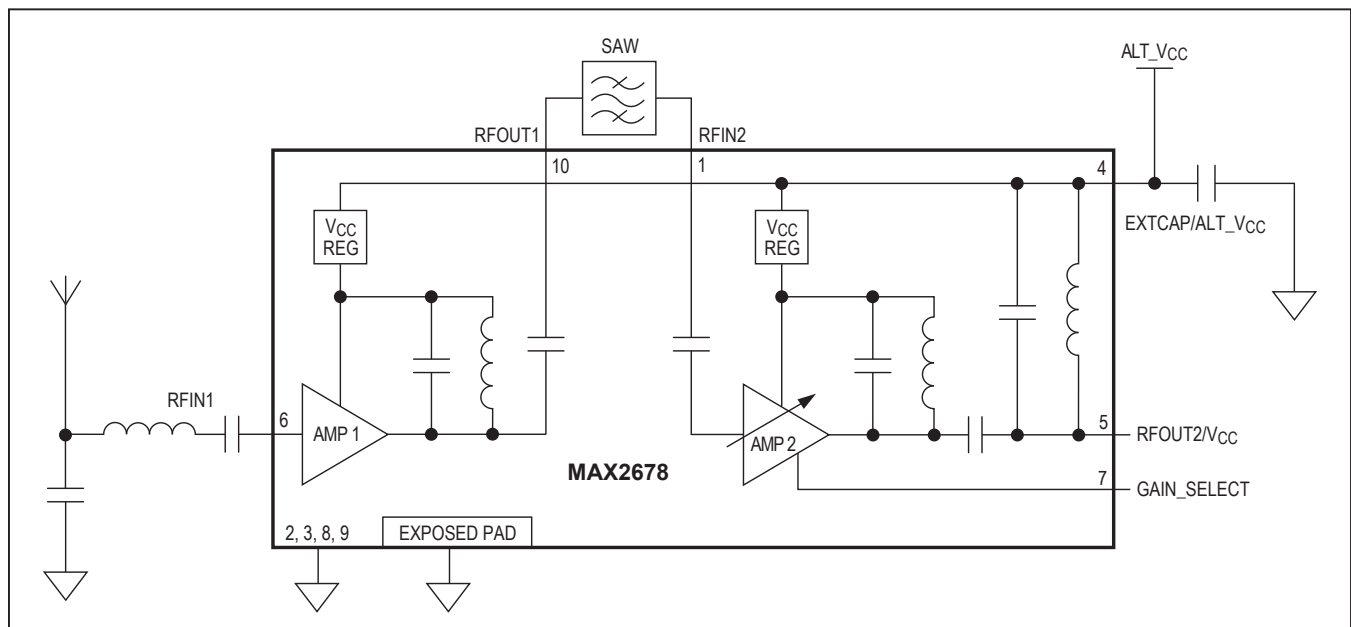 SAW
ALT_VCC
RFOUT1
RFIN2
10
1
4
VCC
REG
VCC
REG
EXTCAP/ALT_VCC
RFIN1
6
AMP 1
AMP 2
5
RFOUT2/VCC
MAX2678
7
GAIN_SELECT
2, 3, 8, 9
EXPOSED PAD